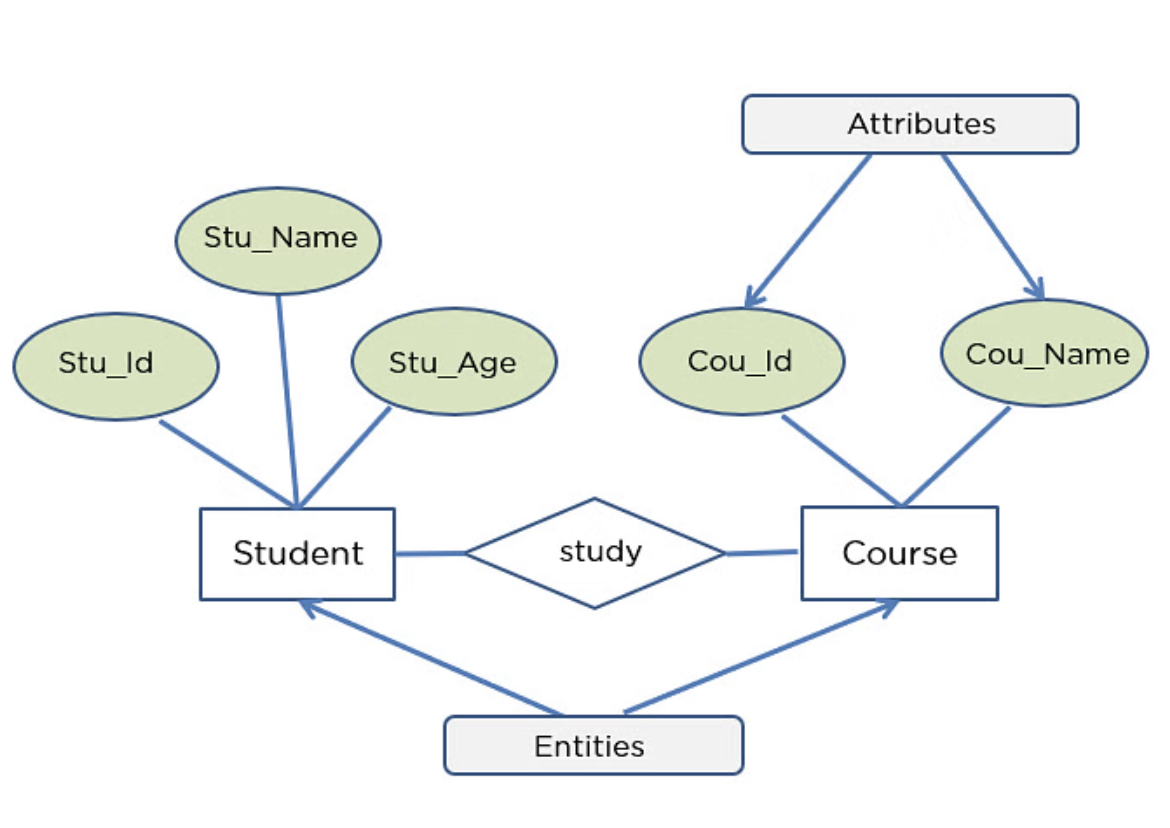 Attributes
Stu_Name
Stu_Id
Stu_Age
Cou_Id
Cou_Name
Student
study
Course
Entities